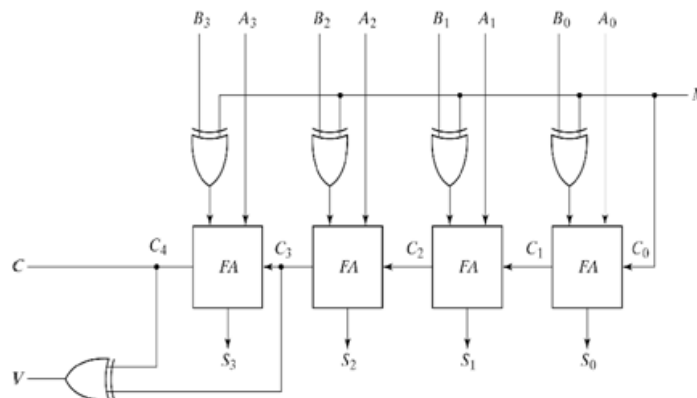 B3 A3 B2 A2 B1 A1 B0 A0
C4 C3 C2 C1 C0
C FA FA FA FA
S3 S2 S1 S0
V